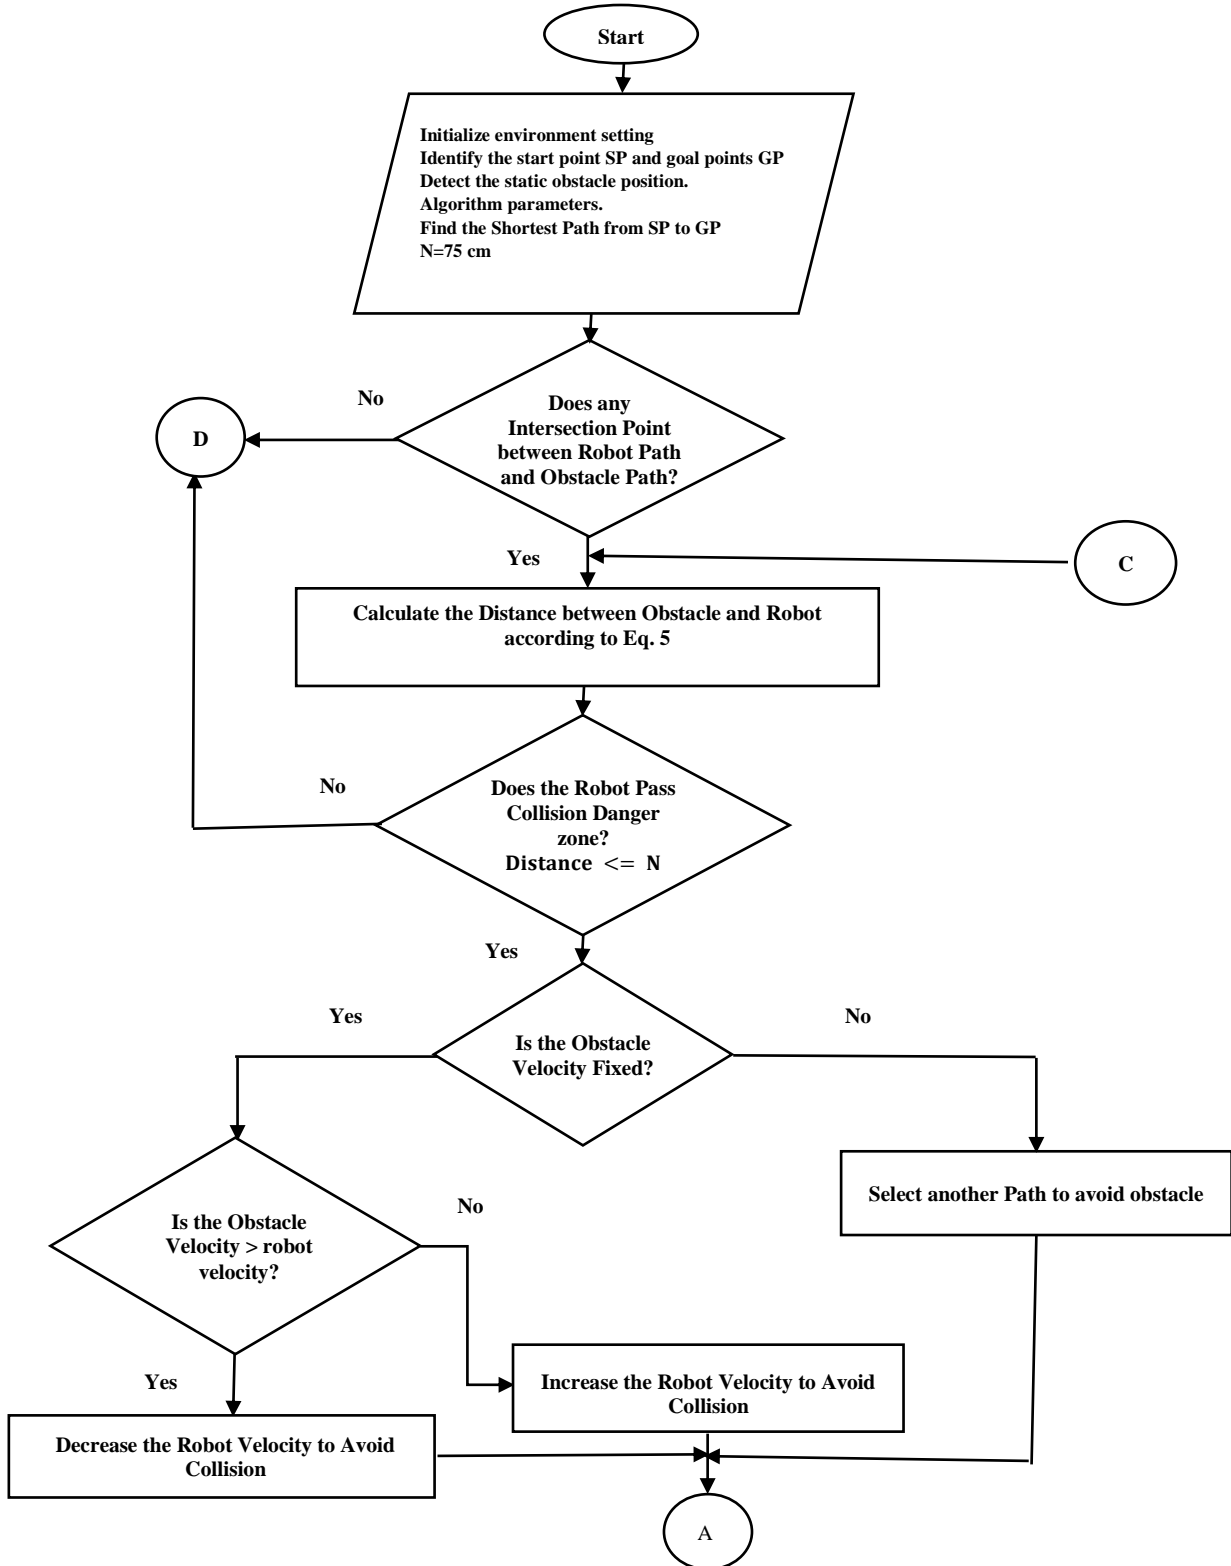 Start
Initialize environment setting
Identify the start point SP and goal points GP
Detect the static obstacle position.
Algorithm parameters.
Find the Shortest Path from SP to GP
N=75 cm
No
Does any
Intersection Point
between Robot Path
and Obstacle Path?
D
Yes
C
Calculate the Distance between Obstacle and Robot
according to Eq. 5
No
Does the Robot Pass
Collision Danger
zone?
Distance <= N
Yes
Yes
No
Is the Obstacle
Velocity Fixed?
Select another Path to avoid obstacle
No
Is the Obstacle
Velocity > robot
velocity?
Yes
Increase the Robot Velocity to Avoid
Collision
Decrease the Robot Velocity to Avoid
Collision
A